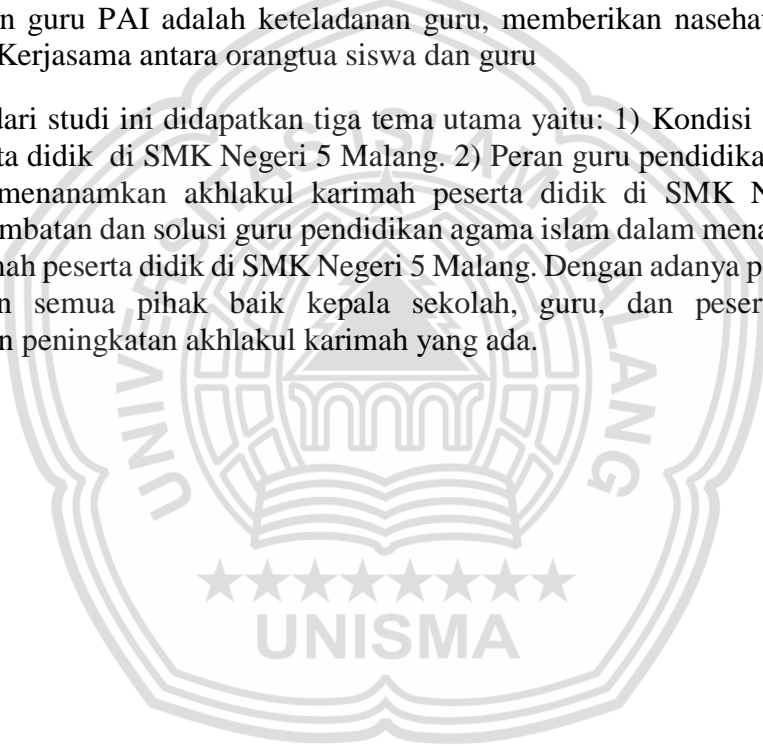 n guru PAI adalah keteladanan guru, memberikan nasehat
Kerjasama antara orangtua siswa dan guru
dari studi ini didapatkan tiga tema utama yaitu: 1) Kondisi
ta didik di SMK Negeri 5 Malang. 2) Peran guru pendidika
menanamkan akhlakul karimah peserta didik di SMK N
mbatan dan solusi guru pendidikan agama islam dalam mena
nah peserta didik di SMK Negeri 5 Malang. Dengan adanya p
n semua pihak baik kepala sekolah, guru, dan peser
n peningkatan akhlakul karimah yang ada.
UNIVERSITAS ISLAM MALANG
UNISMA